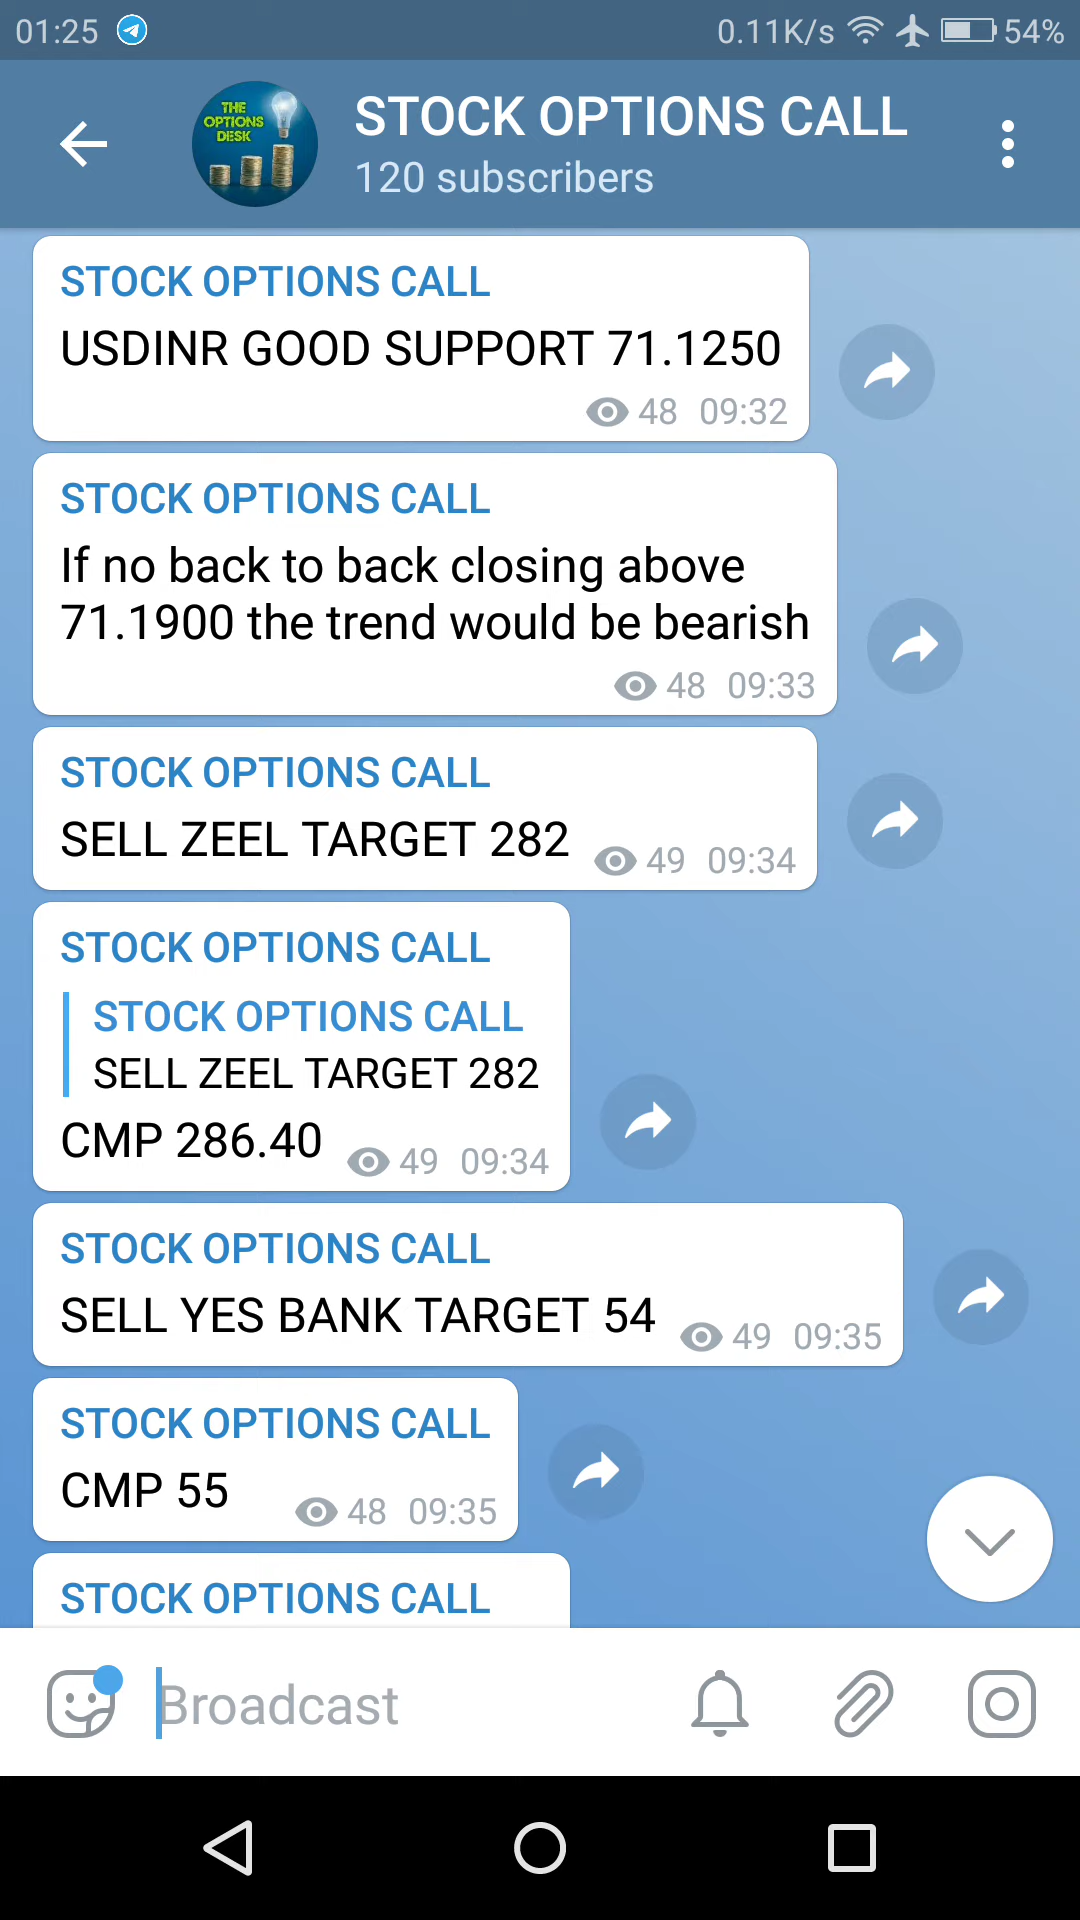 01:25 0.11K/s 54%
THE
OPTIONS
DESK
STOCK OPTIONS CALL
120 subscribers
STOCK OPTIONS CALL
USDINR GOOD SUPPORT 71.1250
48 09:32
STOCK OPTIONS CALL
If no back to back closing above
71.1900 the trend would be bearish
48 09:33
STOCK OPTIONS CALL
SELL ZEEL TARGET 282
49 09:34
STOCK OPTIONS CALL
STOCK OPTIONS CALL
SELL ZEEL TARGET 282
CMP 286.40
49 09:34
STOCK OPTIONS CALL
SELL YES BANK TARGET 54
49 09:35
STOCK OPTIONS CALL
CMP 55
48 09:35
STOCK OPTIONS CALL
Broadcast